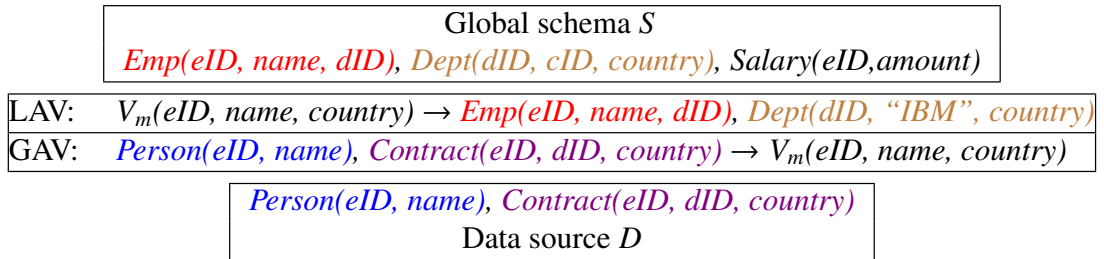 Global schema S
Emp(eID, name, dID), Dept(dID, cID, country), Salary(eID,amount)
LAV: Vm(eID, name, country) → Emp(eID, name, dID), Dept(dID, “IBM”, country)
GAV: Person(eID, name), Contract(eID, dID, country) → Vm(eID, name, country)
Person(eID, name), Contract(eID, dID, country)
Data source D